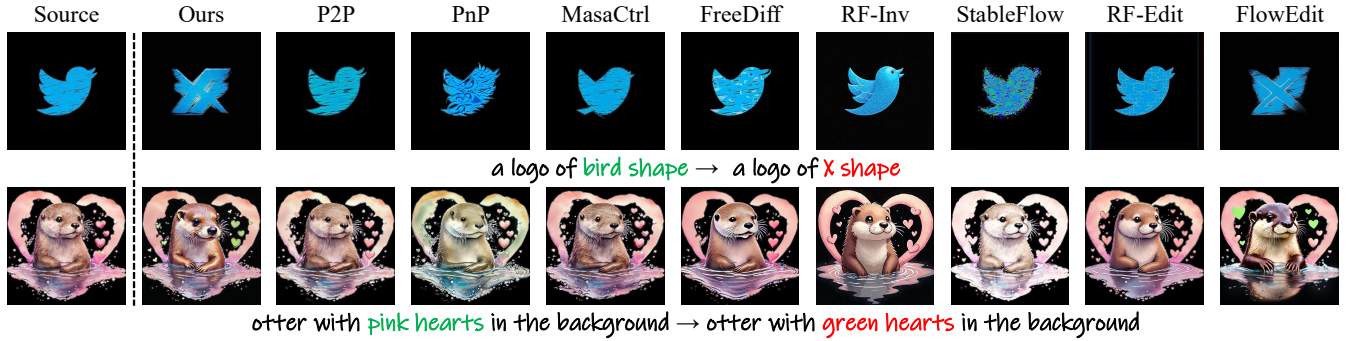 Source Ours P2P PnP MasaCtrl FreeDiff RF-Inv StableFlow RF-Edit FlowEdit
a logo of bird shape → a logo of X shape
otter with pink hearts in the background → otter with green hearts in the background